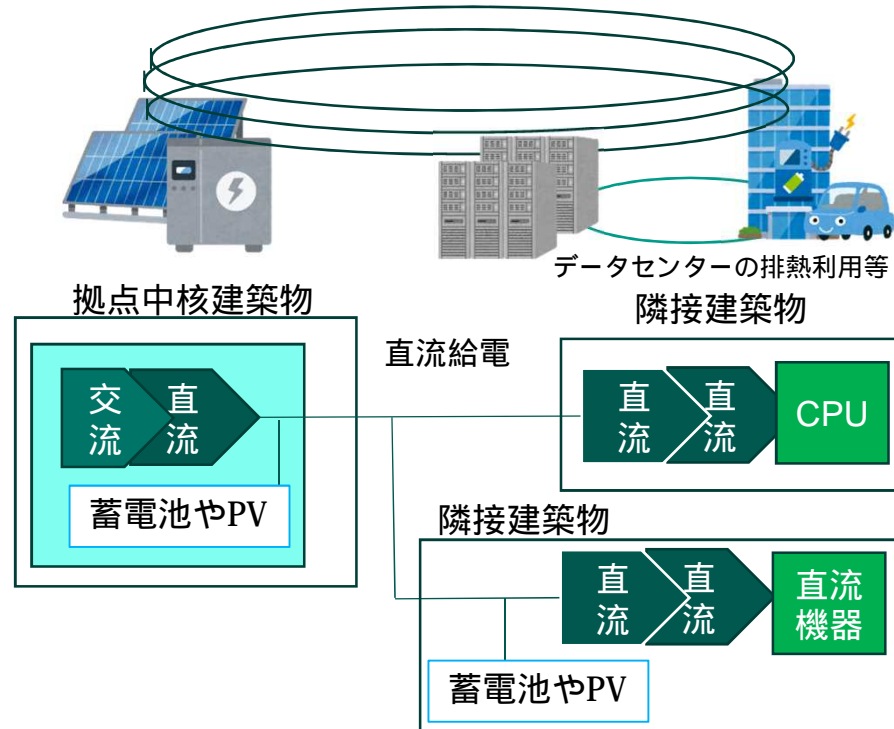 データセンターの排熱利用等
拠点中核建築物
隣接建築物
直流給電
交流
直流
直流
直流
CPU
蓄電池やPV
隣接建築物
直流
直流
直流
機器
蓄電池やPV